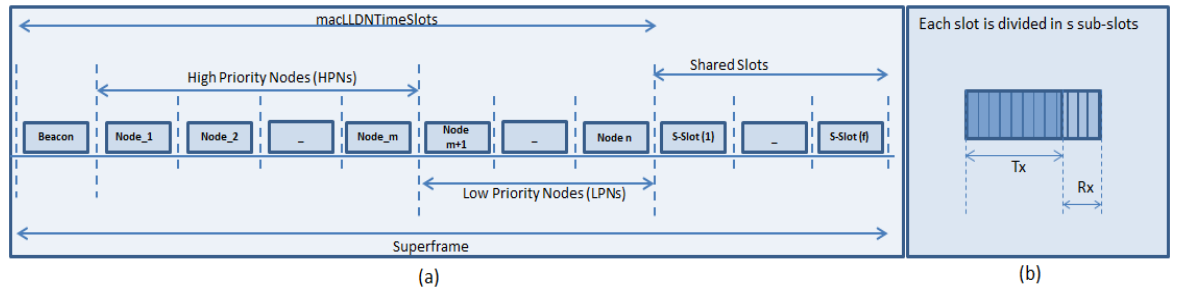 macLLDNTimeSlots
Each slot is divided in s sub-slots
High Priority Nodes (HPNs)
Shared Slots
Beacon
Node_1
Node_2
_
Node_m
Node
m+1
_
Node n
S-Slot (1)
_
S-Slot (f)
Tx
Rx
Low Priority Nodes (LPNs)
Superframe
(a)
(b)